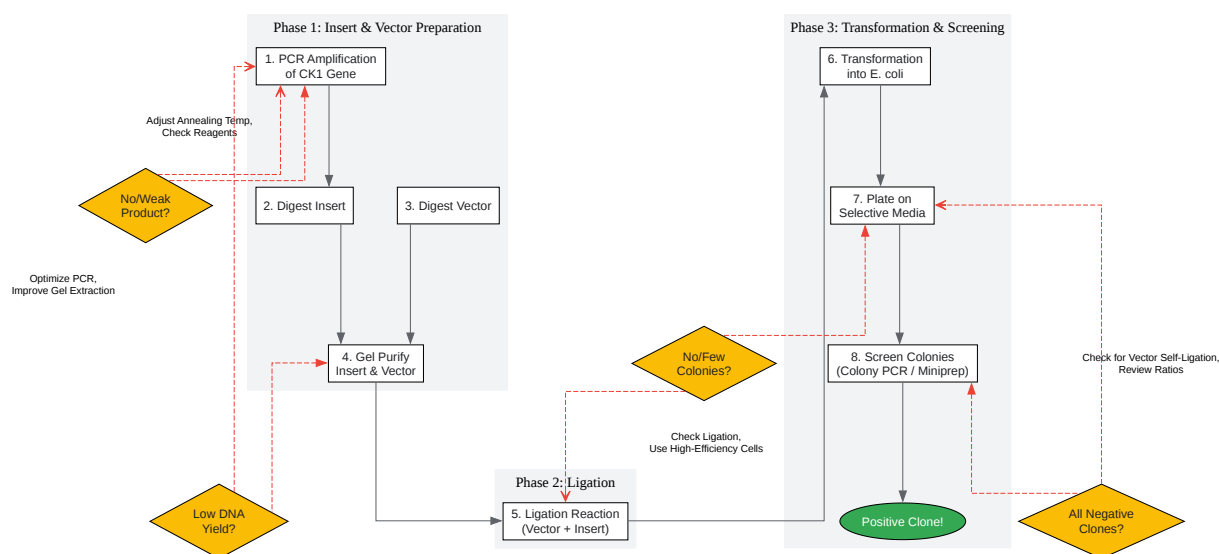 Phase 1: Insert & Vector Preparation
1. PCR Amplification
of CK1 Gene
Adjust Annealing Temp,
Check Reagents
No/Weak
Product?
2. Digest Insert
3. Digest Vector
Optimize PCR,
Improve Gel Extraction
4. Gel Purify
Insert & Vector
Low DNA
Yield?
Phase 2: Ligation
5. Ligation Reaction
(Vector + Insert)
No/Few
Colonies?
Check Ligation,
Use High-Efficiency Cells
Phase 3: Transformation & Screening
6. Transformation
into E. coli
7. Plate on
Selective Media
8. Screen Colonies
(Colony PCR / Miniprep)
Check for Vector Self-Ligation,
Review Ratios
Positive Clone!
All Negative
Clones?